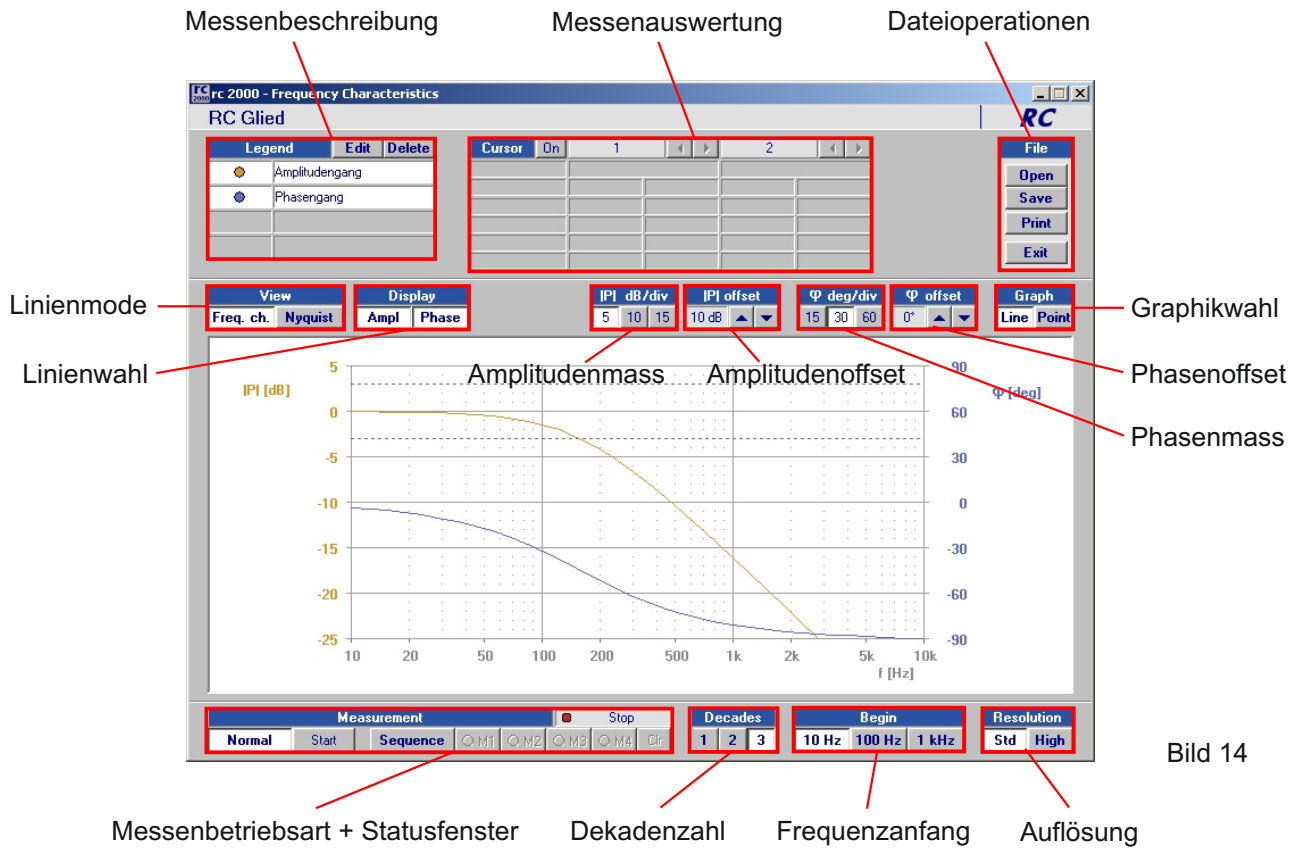 Messenbeschreibung Messenauswertung Dateioperationen
rc 2000 rc 2000 - Frequency Characteristics
RC Glied RC
Legend Edit Delete Cursor On 1 2 File
Amplitudengang Open
Phasengang Save
Print
Exit
Linienmode View Display |P| dB/div |P| offset φ deg/div φ offset Graph Graphikwahl
Freq. ch. Nyquist Ampl Phase 5 10 15 10 dB 15 30 60 0° Line Point
Linienwahl Amplitudenmass Amplitudenoffset Phasenoffset
Phasenmass
|P| [dB] φ [deg]
5 90
0 60
-5 30
-10 0
-15 -30
-20 -60
-25 -90
10 20 50 100 200 500 1k 2k 5k 10k
f [Hz]
Measurement Stop Decades Begin Resolution
Normal Start Sequence M1 M2 M3 M4 Clr 1 2 3 10 Hz 100 Hz 1 kHz Std High
Bild 14
Messenbetriebsart + Statusfenster Dekadenzahl Frequenzanfang Auflösung